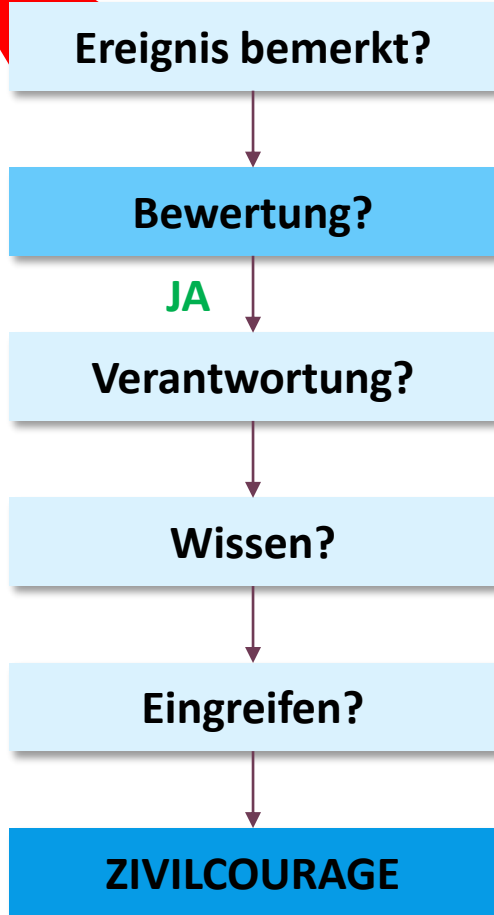 Ereignis bemerkt?
Bewertung?
JA
Verantwortung?
Wissen?
Eingreifen?
ZIVILCOURAGE